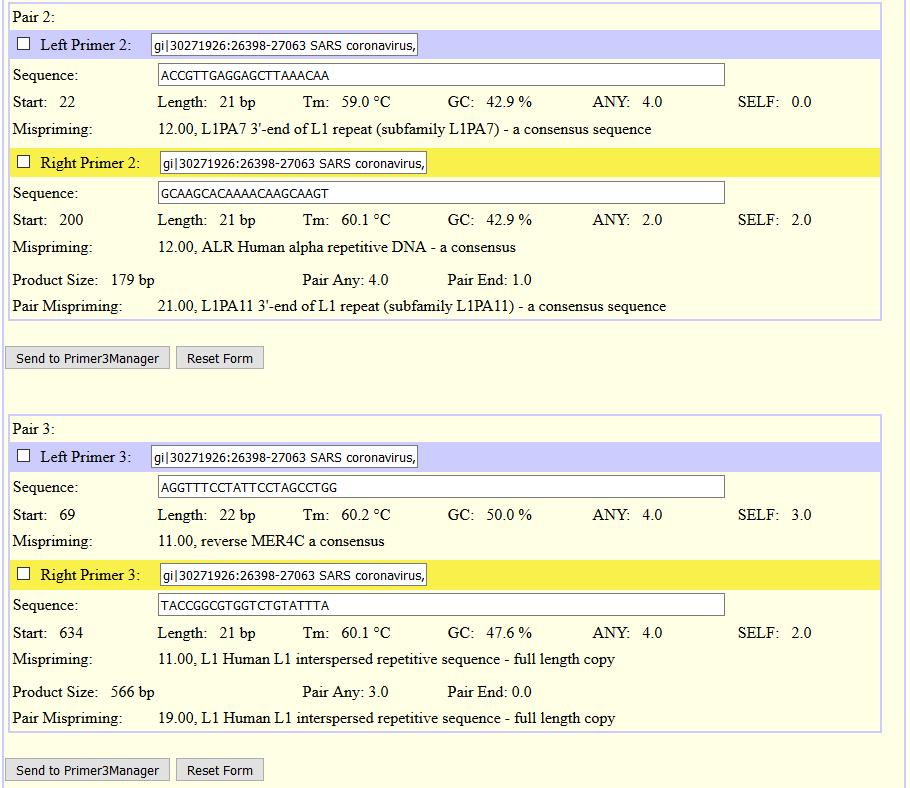 Pair 2:
Left Primer 2: gi|30271926:26398-27063 SARS coronavirus,
Sequence: ACCGTTGAGGAGCTTAAACAA
Start: 22 Length: 21 bp Tm: 59.0 °C GC: 42.9 % ANY: 4.0 SELF: 0.0
Mispriming: 12.00, L1PA7 3'-end of L1 repeat (subfamily L1PA7) - a consensus sequence
Right Primer 2: gi|30271926:26398-27063 SARS coronavirus,
Sequence: GCAAGCACAAAACAAGCAAGT
Start: 200 Length: 21 bp Tm: 60.1 °C GC: 42.9 % ANY: 2.0 SELF: 2.0
Mispriming: 12.00, ALR Human alpha repetitive DNA - a consensus
Product Size: 179 bp Pair Any: 4.0 Pair End: 1.0
Pair Mispriming: 21.00, L1PA11 3'-end of L1 repeat (subfamily L1PA11) - a consensus sequence
Send to Primer3Manager Reset Form
Pair 3:
Left Primer 3: gi|30271926:26398-27063 SARS coronavirus,
Sequence: AGGTTTCCTATTCCTAGCCTGG
Start: 69 Length: 22 bp Tm: 60.2 °C GC: 50.0 % ANY: 4.0 SELF: 3.0
Mispriming: 11.00, reverse MER4C a consensus
Right Primer 3: gi|30271926:26398-27063 SARS coronavirus,
Sequence: TACCGGCGTGGTCTGTATTTA
Start: 634 Length: 21 bp Tm: 60.1 °C GC: 47.6 % ANY: 4.0 SELF: 2.0
Mispriming: 11.00, L1 Human L1 interspersed repetitive sequence - full length copy
Product Size: 566 bp Pair Any: 3.0 Pair End: 0.0
Pair Mispriming: 19.00, L1 Human L1 interspersed repetitive sequence - full length copy
Send to Primer3Manager Reset Form